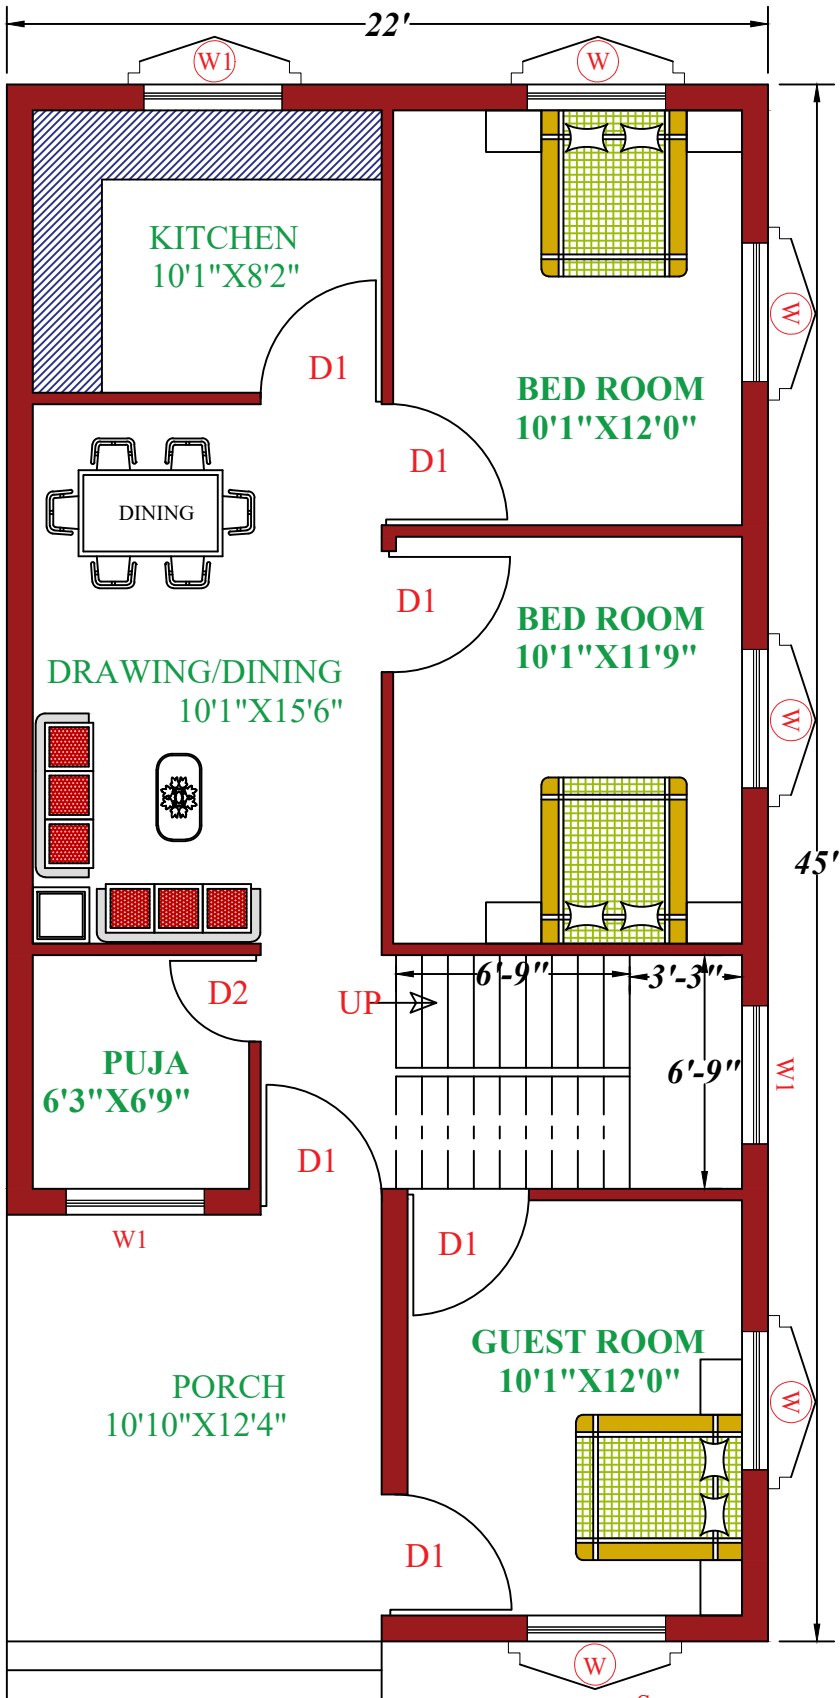 22'
W1
W
KITCHEN
10'1"X8'2"
W
D1
BED ROOM
10'1"X12'0"
D1
DINING
D1
BED ROOM
10'1"X11'9"
DRAWING/DINING
10'1"X15'6"
W
45'
6'-9"
3'-3"
D2
UP
PUJA
6'3"X6'9"
6'-9"
W1
D1
W1
D1
GUEST ROOM
10'1"X12'0"
PORCH
10'10"X12'4"
W
D1
W